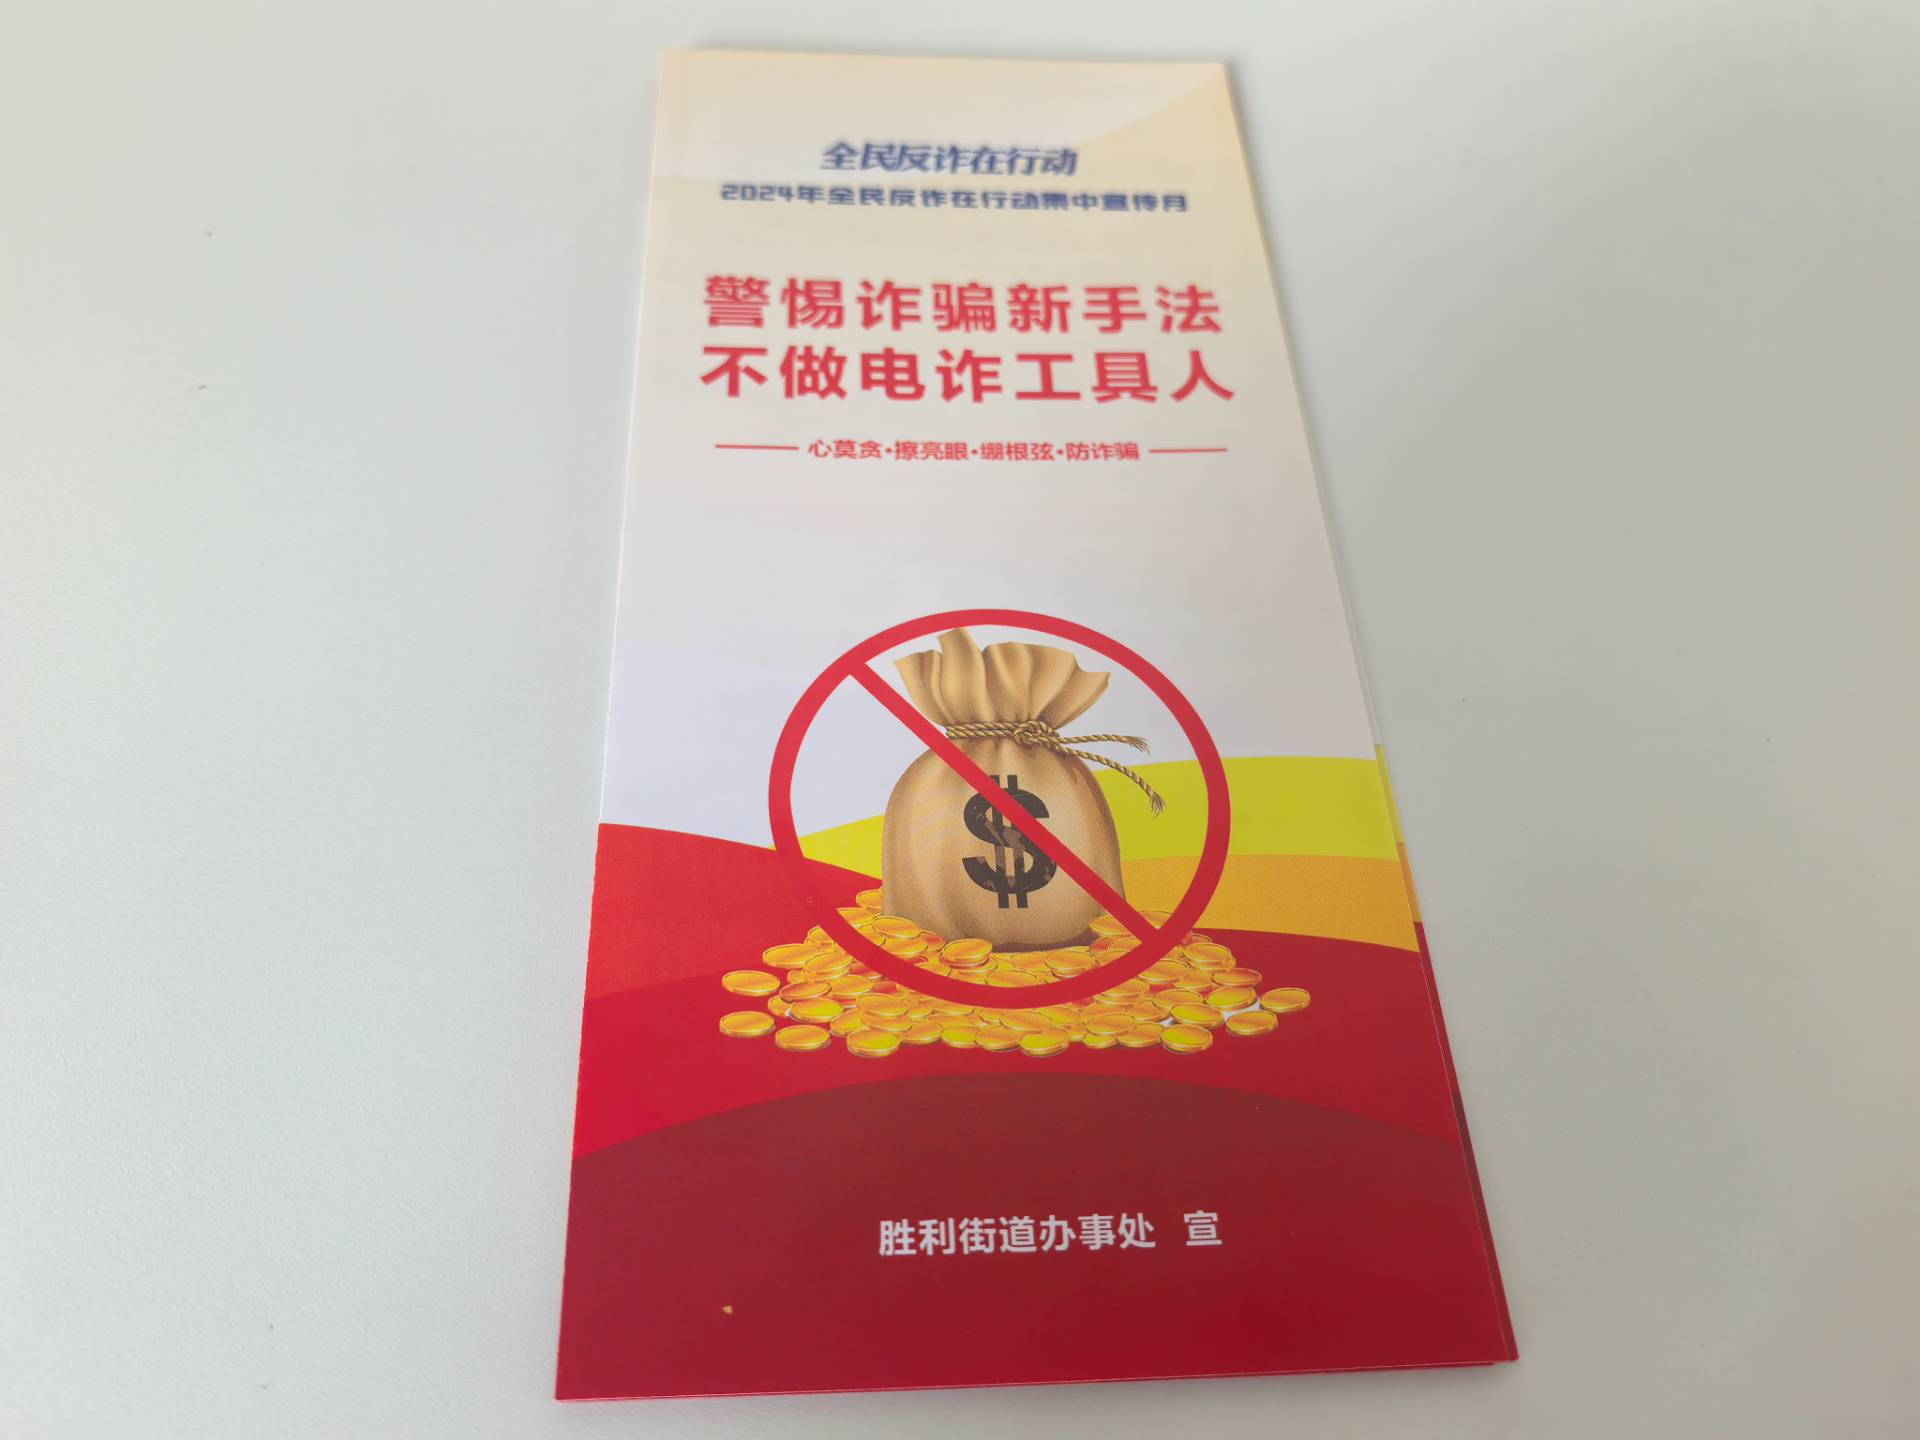 全民反诈在行动
2024年全民反诈在行动集中宣传月
警惕诈骗新手法
不做电诈工具人
心莫贪·擦亮眼·绷根弦·防诈骗
$
胜利街道办事处 宣